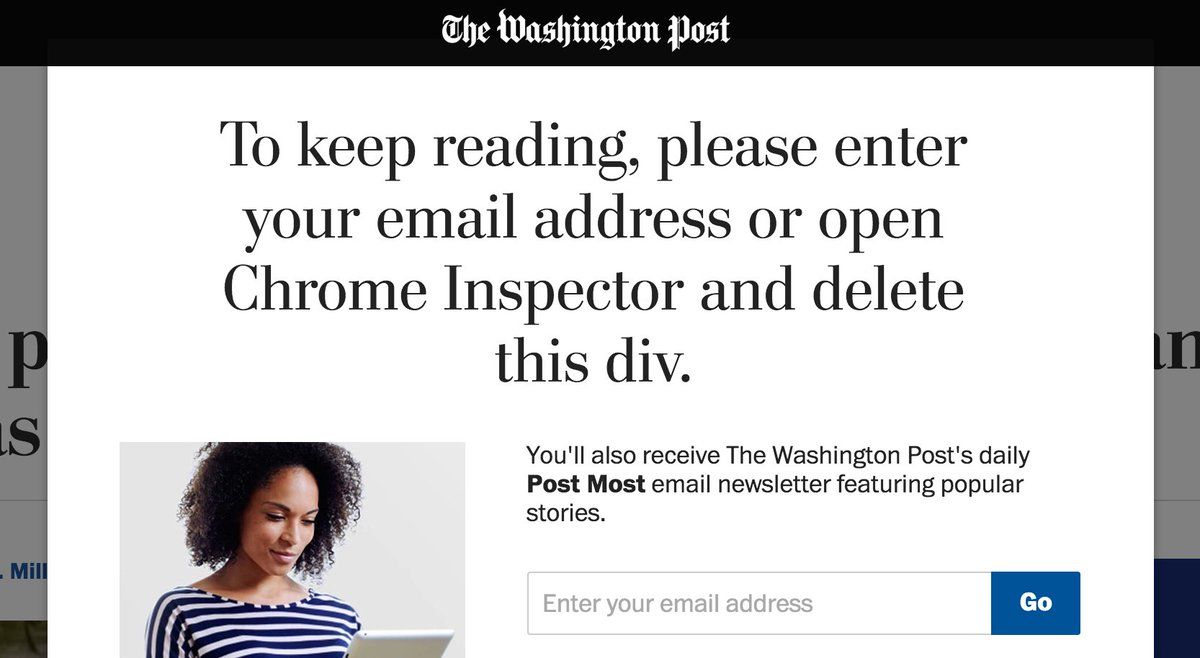 The Washington Post
To keep reading, please enter
your email address or open
Chrome Inspector and delete
this div.
p
an
as
You'll also receive The Washington Post's daily
Post Most email newsletter featuring popular
stories.
. Mill
Enter your email address
Go